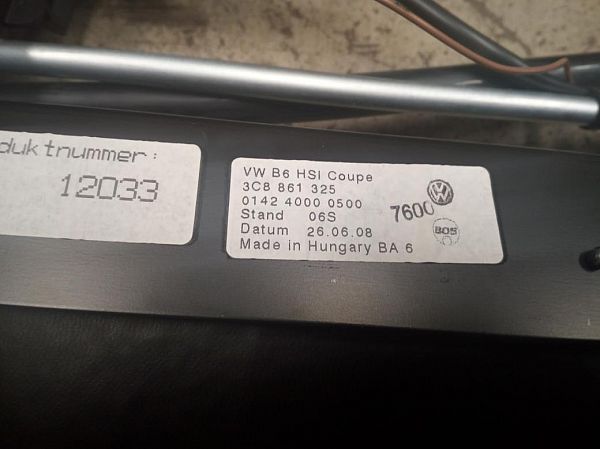 duktnummer:
12033
VW B6 HSI Coupe
3C8 861 325
0142 4000 0500
Stand 06S
Datum 26.06.08
Made in Hungary BA 6
7600
BOS